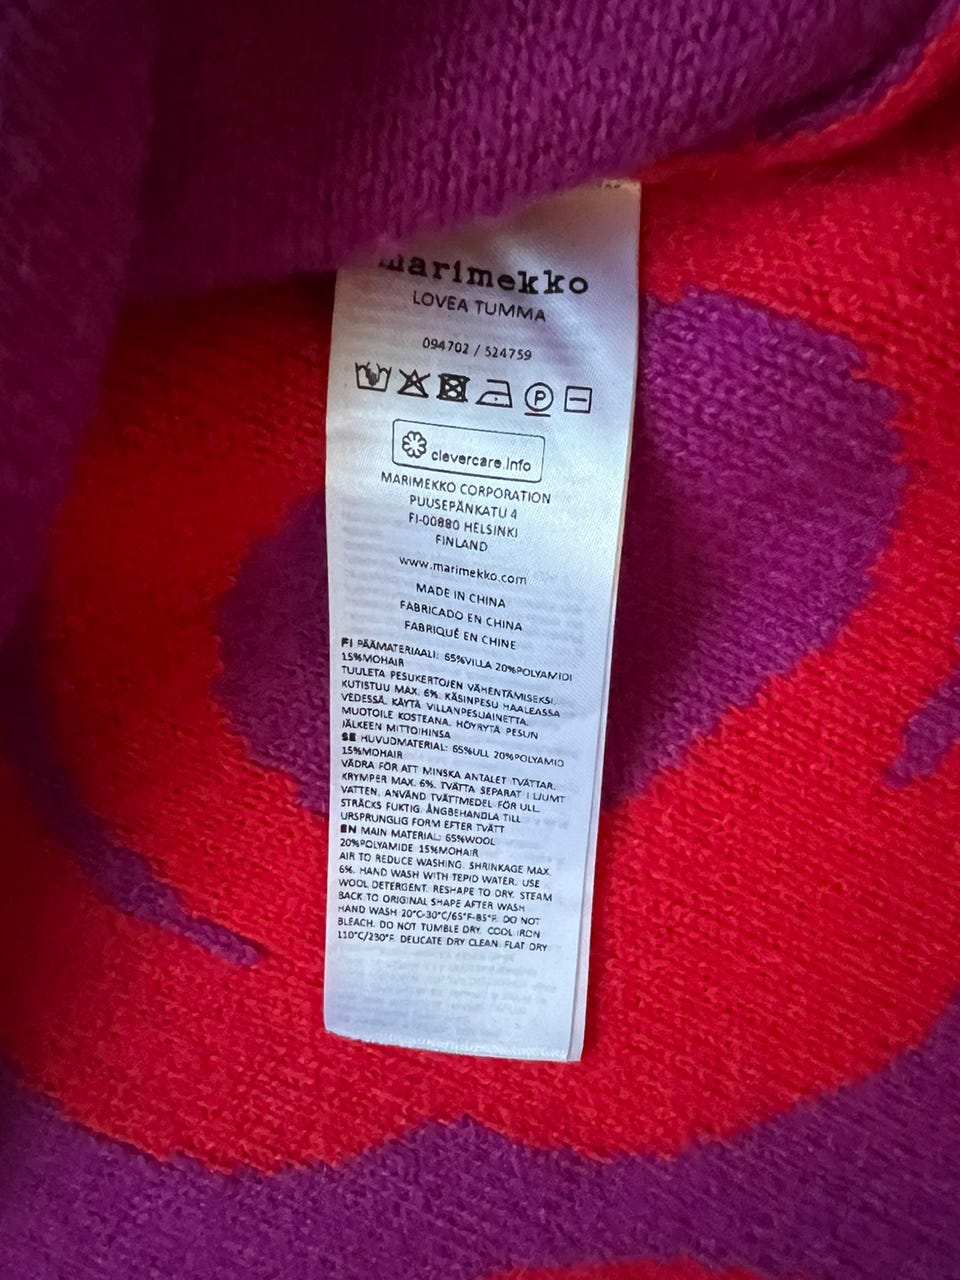 marimekko
LOVEA TUMMA
094702 / 524759
P
clevercare.info
MARIMEKKO CORPORATION
PUUSEPÄNKATU 4
FI-00880 HELSINKI
FINLAND
www.marimekko.com
MADE IN CHINA
FABRICADO EN CHINA
FABRIQUÉ EN CHINE
FI PÄÄMATERIAALI: 65%VILLA 20%POLYAMIDI
15%MOHAIR
TUULETA PESUKERTOJEN VÄHENTÄMISEKSI.
KUTISTUU MAX. 6%. KÄSINPESU HAALEASSA
VEDESSÄ. KÄYTÄ VILLANPESUAINETTA.
MUOTOILE KOSTEANA. HÖYRYTÄ PESUN
JÄLKEEN MITTOIHINSA
SE HUVUDMATERIAL: 65%ULL 20%POLYAMID
15%MOHAIR
VÄDRA FÖR ATT MINSKA ANTALET TVÄTTAR.
KRYMPER MAX. 6%. TVÄTTA SEPARAT I LJUMT
VATTEN. ANVÄND TVÄTTMEDEL FÖR ULL.
STRÄCKS FUKTIG. ÅNGBEHANDLA TILL
URSPRUNGLIG FORM EFTER TVÄTT
EN MAIN MATERIAL: 65%WOOL
20%POLYAMIDE 15%MOHAIR
AIR TO REDUCE WASHING. SHRINKAGE MAX.
6%. HAND WASH WITH TEPID WATER. USE
WOOL DETERGENT. RESHAPE TO DRY. STEAM
BACK TO ORIGINAL SHAPE AFTER WASH
HAND WASH 20°C-30°C/65°F-85°F. DO NOT
BLEACH. DO NOT TUMBLE DRY. COOL IRON
110°C/230°F. DELICATE DRY CLEAN. FLAT DRY